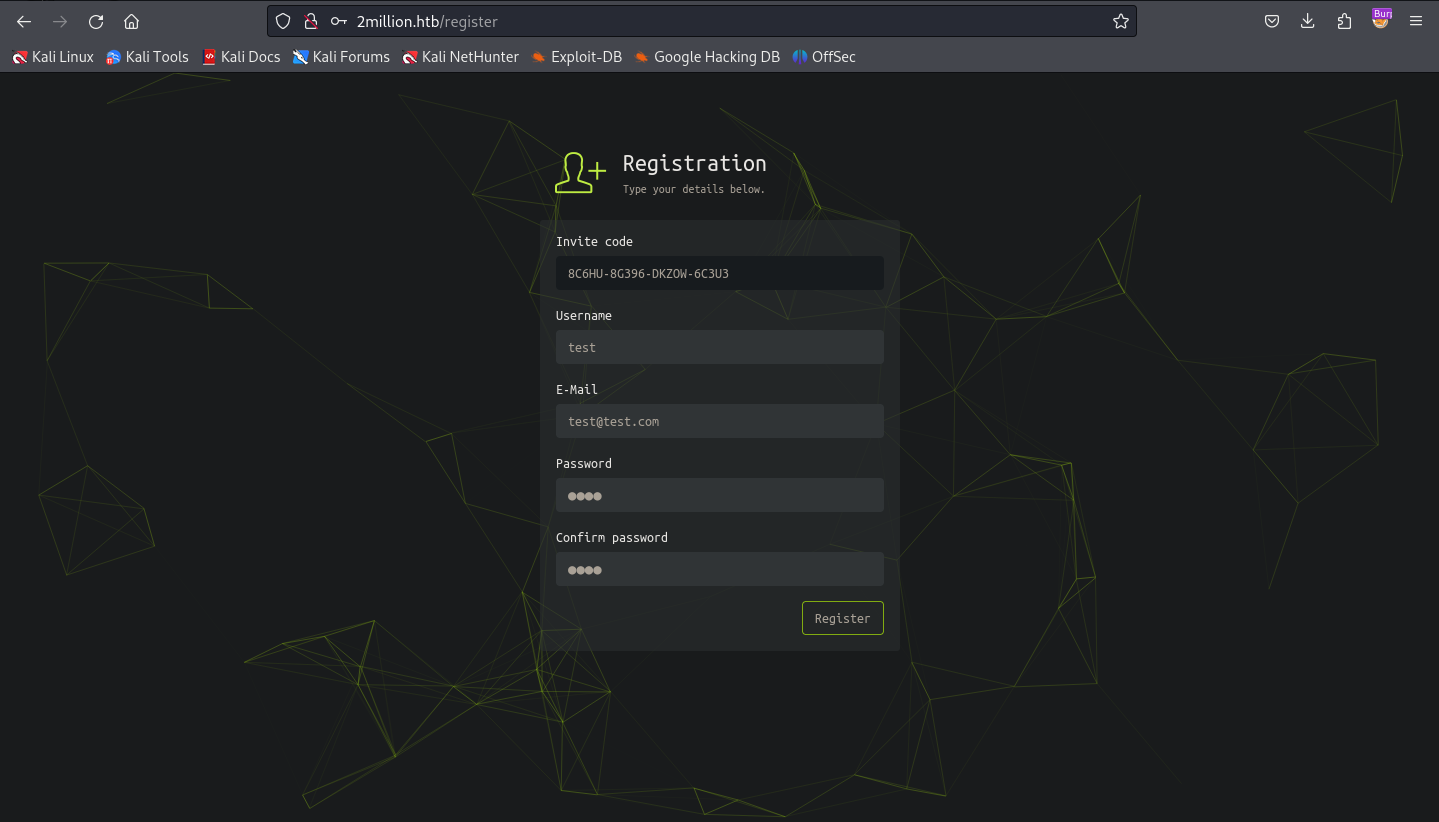 2million.htb/register
Burp
Kali Linux Kali Tools Kali Docs Kali Forums Kali NetHunter Exploit-DB Google Hacking DB OffSec
Registration
Type your details below.
Invite code
8C6HU-8G396-DKZOW-6C3U3
Username
test
E-Mail
test@test.com
Password
Confirm password
Register